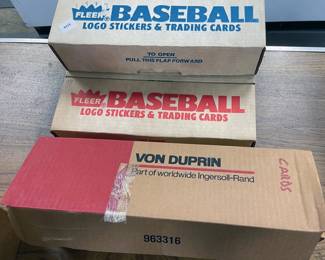 FLEER BASEBALL
LOGO STICKERS & TRADING CARDS
TO OPEN
PULL THIS FLAP FORWARD
FLEER BASEBALL
LOGO STICKERS & TRADING CARDS
VON DUPRIN
Part of worldwide Ingersoll-Rand
CARDS
963316